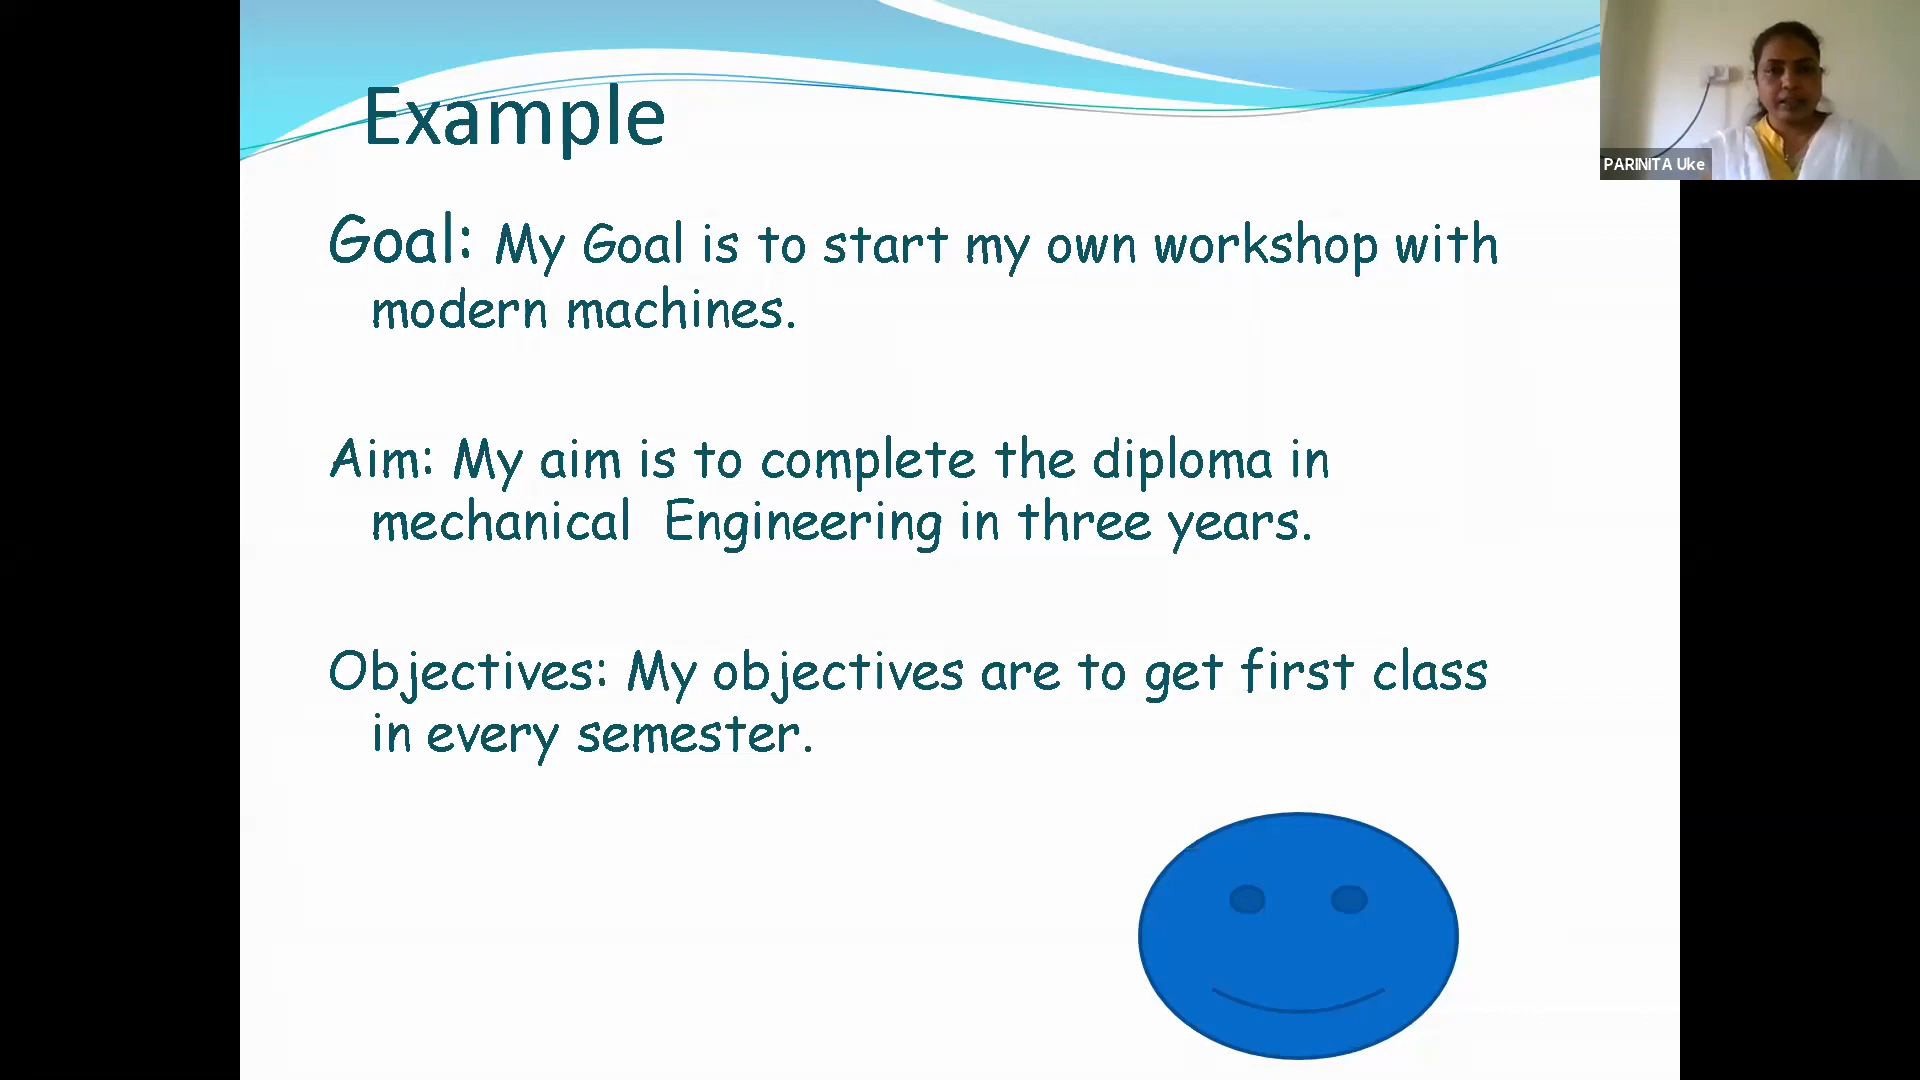 Example
PARINITA Uke
Goal: My Goal is to start my own workshop with
modern machines.
Aim: My aim is to complete the diploma in
mechanical Engineering in three years.
Objectives: My objectives are to get first class
in every semester.